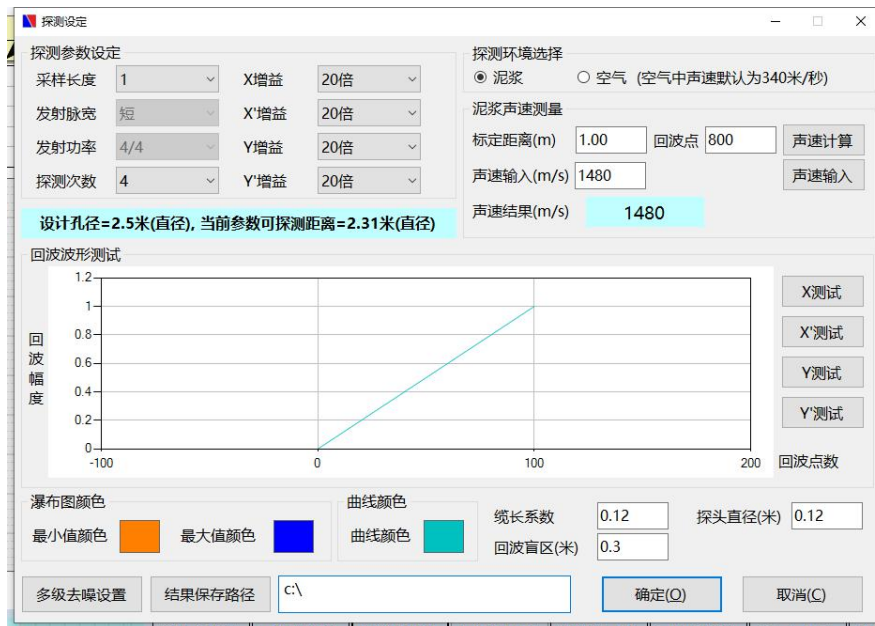 探测设定
探测参数设定
采样长度 1 X增益 20倍
发射脉宽 短 X'增益 20倍
发射功率 4/4 Y增益 20倍
探测次数 4 Y'增益 20倍
设计孔径=2.5米(直径), 当前参数可探测距离=2.31米(直径)
探测环境选择
泥浆 空气 (空气中声速默认为340米/秒)
泥浆声速测量
标定距离(m) 1.00 回波点 800 声速计算
声速输入(m/s) 1480 声速输入
声速结果(m/s) 1480
回波波形测试
回波幅度
1.2
1
0.8
0.6
0.4
0.2
0
-100 0 100 200 回波点数
X测试
X'测试
Y测试
Y'测试
瀑布图颜色
最小值颜色 最大值颜色
曲线颜色
曲线颜色
缆长系数 0.12 探头直径(米) 0.12
回波盲区(米) 0.3
多级去噪设置 结果保存路径 c:\ 确定(O) 取消(C)